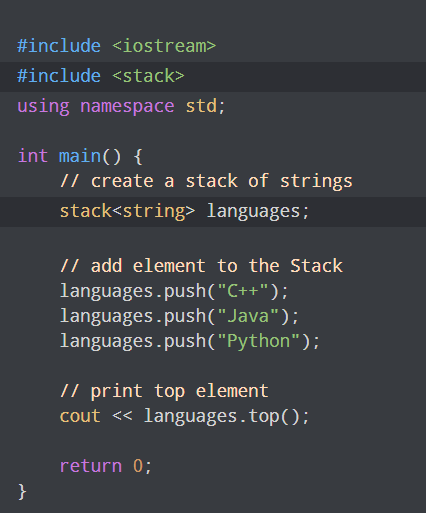 #include <iostream>
#include <stack>
using namespace std;
int main() {
// create a stack of strings
stack<string> languages;
// add element to the Stack
languages.push("C++");
languages.push("Java");
languages.push("Python");
// print top element
cout << languages.top();
return 0;
}